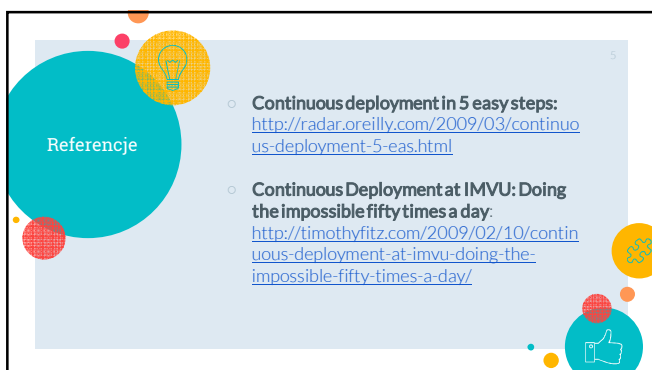 5
Referencje
○ Continuous deployment in 5 easy steps:
http://radar.oreilly.com/2009/03/continuo
us-deployment-5-eas.html
○ Continuous Deployment at IMVU: Doing
the impossible fifty times a day:
http://timothyfitz.com/2009/02/10/contin
uous-deployment-at-imvu-doing-the-
impossible-fifty-times-a-day/